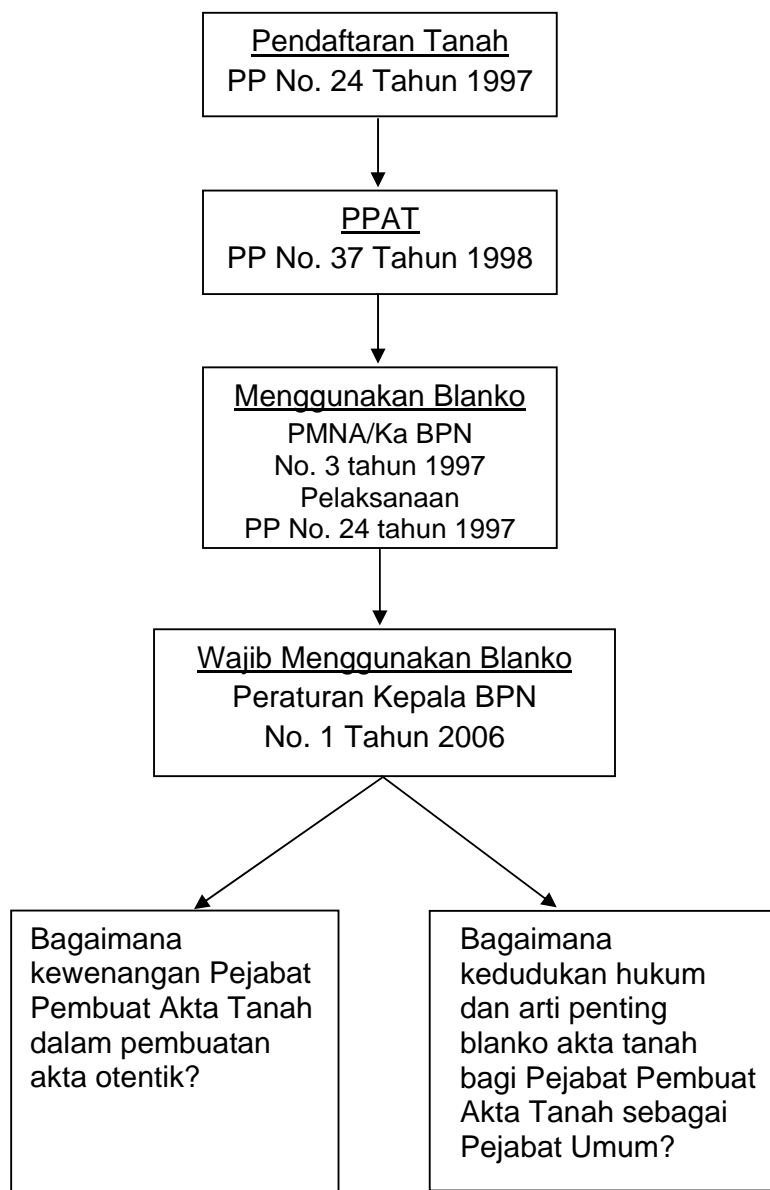 Pendaftaran Tanah
PP No. 24 Tahun 1997
PPAT
PP No. 37 Tahun 1998
Menggunakan Blanko
PMNA/Ka BPN
No. 3 tahun 1997
Pelaksanaan
PP No. 24 tahun 1997
Wajib Menggunakan Blanko
Peraturan Kepala BPN
No. 1 Tahun 2006
Bagaimana
kewenangan Pejabat
Pembuat Akta Tanah
dalam pembuatan
akta otentik?
Bagaimana
kedudukan hukum
dan arti penting
blanko akta tanah
bagi Pejabat Pembuat
Akta Tanah sebagai
Pejabat Umum?